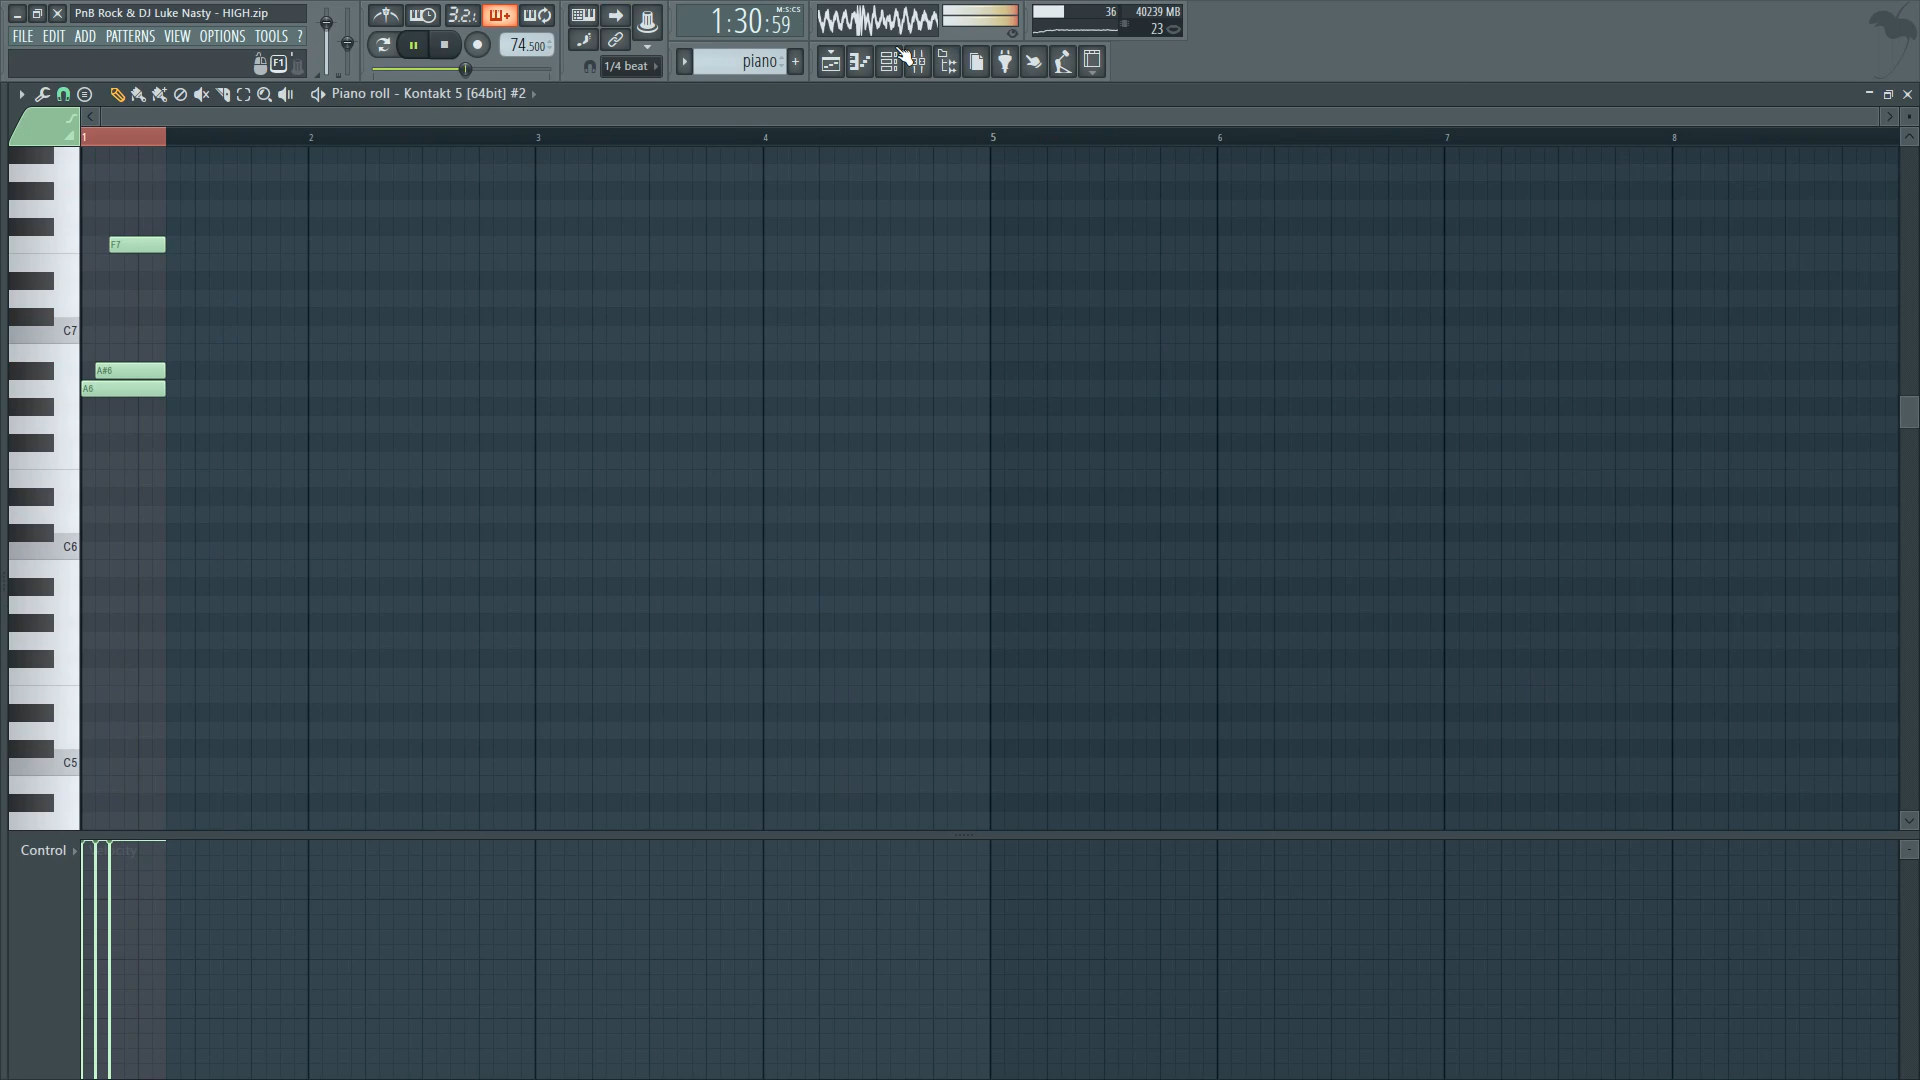 PnB Rock & DJ Luke Nasty - HIGH.zip
FILE EDIT ADD PATTERNS VIEW OPTIONS TOOLS ?
F1
3.2.1.
74.500
1/4 beat
1:30:59
M:S:CS
piano
+
36
40239 MB
23
Piano roll - Kontakt 5 [64bit] #2
1 2 3 4 5 6 7 8
F7
C7
A#6
A6
C6
C5
Control